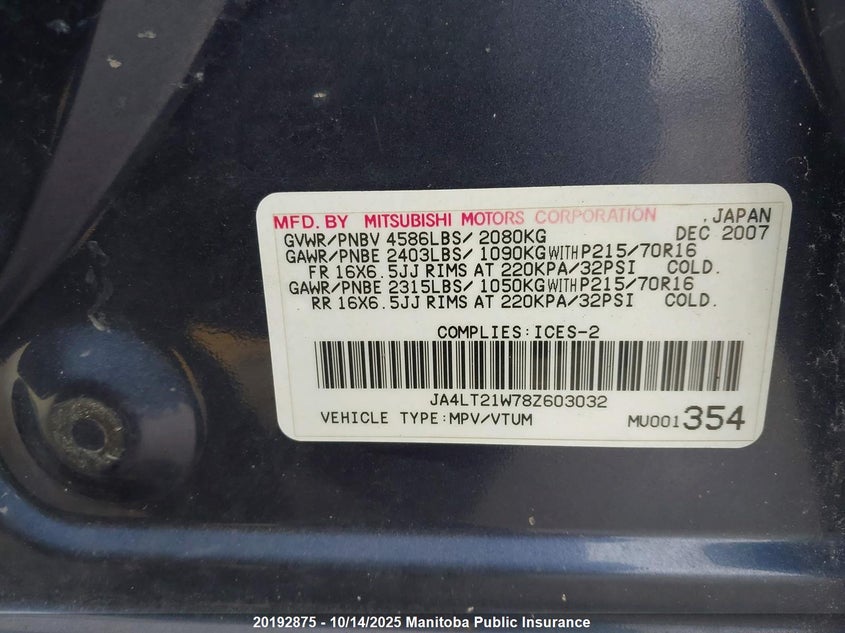 MFD. BY MITSUBISHI MOTORS CORPORATION , JAPAN
GVWR/PNBV 4586LBS/ 2080KG DEC 2007
GAWR/PNBE 2403LBS/ 1090KG WITH P215/70R16
FR 16X6.5JJ RIMS AT 220KPA/32PSI COLD.
GAWR/PNBE 2315LBS/ 1050KG WITH P215/70R16
RR 16X6.5JJ RIMS AT 220KPA/32PSI COLD.
COMPLIES:ICES-2
JA4LT21W78Z603032
VEHICLE TYPE:MPV/VTUM MU001354
20192875 - 10/14/2025 Manitoba Public Insurance